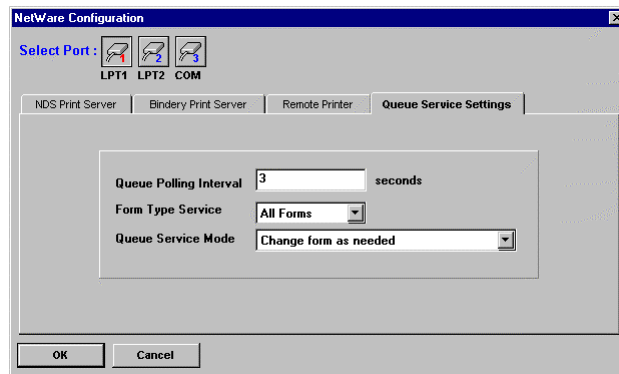 NetWare Configuration
Select Port : 1 2 3
LPT1 LPT2 COM
NDS Print Server Bindery Print Server Remote Printer Queue Service Settings
Queue Polling Interval 3 seconds
Form Type Service All Forms
Queue Service Mode Change form as needed
OK Cancel